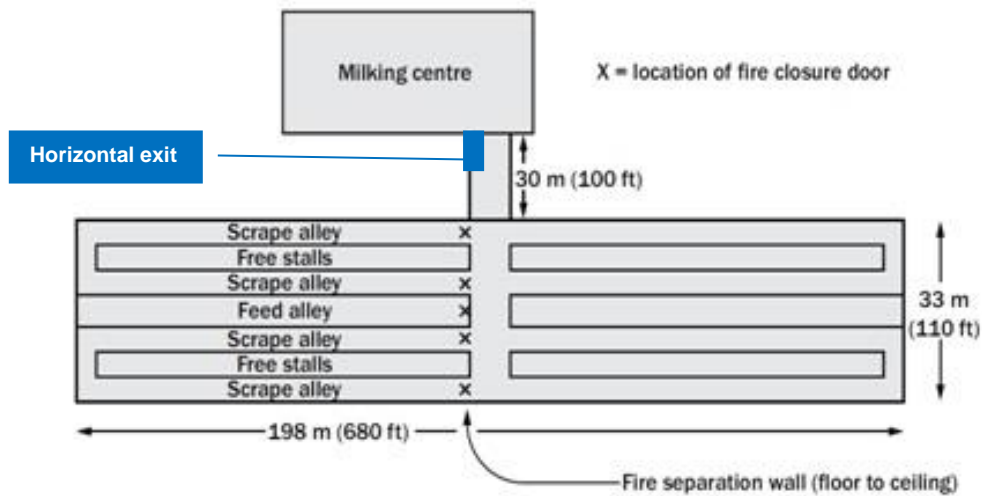 Milking centre
X = location of fire closure door
Horizontal exit
30 m (100 ft)
Scrape alley ×
Free stalls
Scrape alley ×
Feed alley ×
Scrape alley ×
Free stalls
Scrape alley ×
33 m
(110 ft)
198 m (680 ft)
Fire separation wall (floor to ceiling)